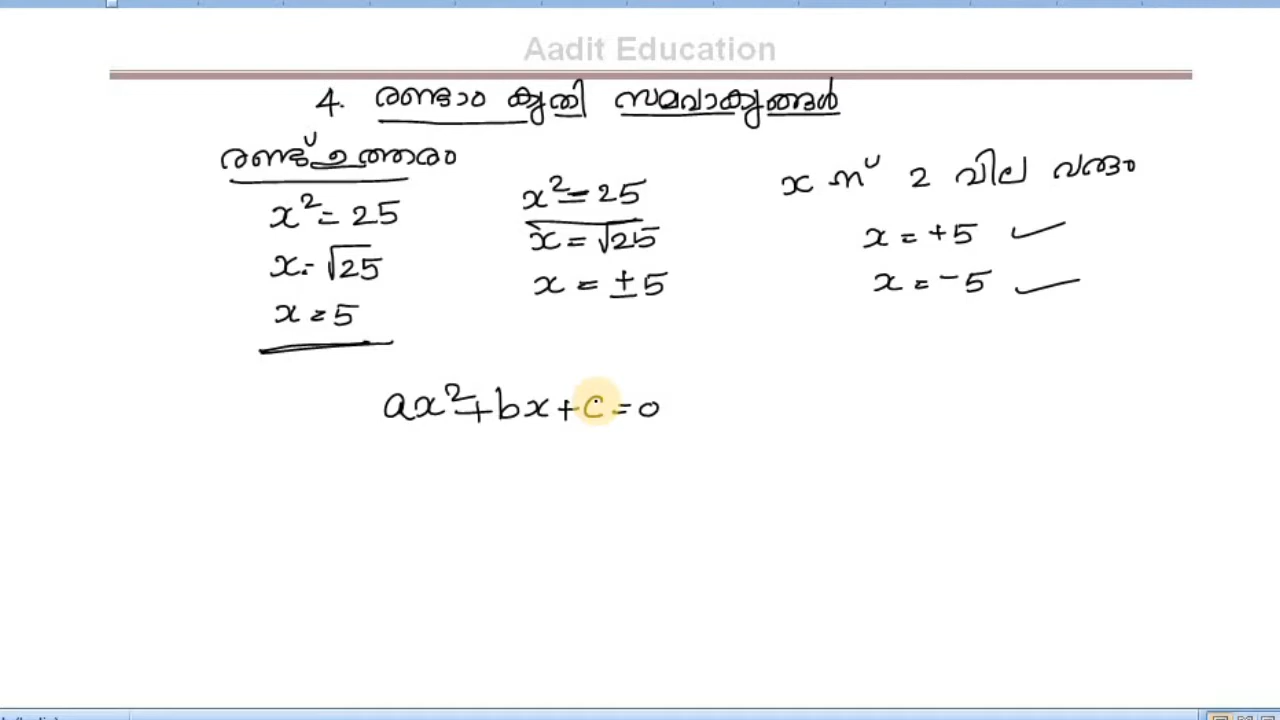 Aadit Education
4. രണ്ടാം കൃതി സമവാക്യങ്ങൾ
രണ്ട് ഉത്തരം
x² = 25
x = √25
x = 5
x² = 25
x = √25
x = ±5
x ന് 2 വില വരും
x = +5 ✓
x = -5 ✓
ax² + bx + c = 0